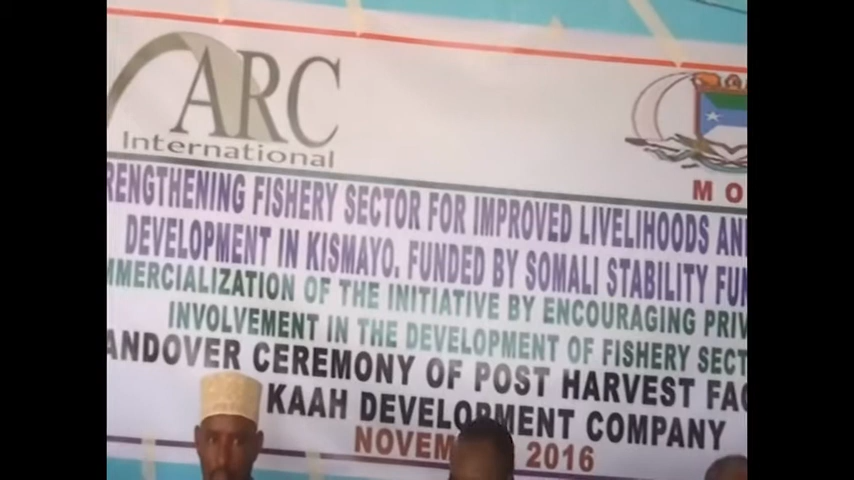 ARC
International
MO
RENGTHENING FISHERY SECTOR FOR IMPROVED LIVELIHOODS AN
DEVELOPMENT IN KISMAYO. FUNDED BY SOMALI STABILITY FUN
MMERCIALIZATION OF THE INITIATIVE BY ENCOURAGING PRIV
INVOLVEMENT IN THE DEVELOPMENT OF FISHERY SECT
ANDOVER CEREMONY OF POST HARVEST FAC
KAAH DEVELOPMENT COMPANY
NOVEM 2016